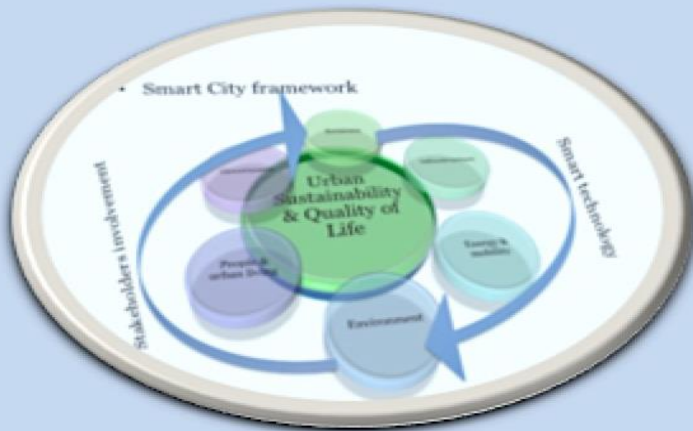 • Smart City framework
Urban
Sustainability
& Quality of
Life
Energy &
mobility
Environment
People &
urban living
Smart technology
Stakeholders involvement